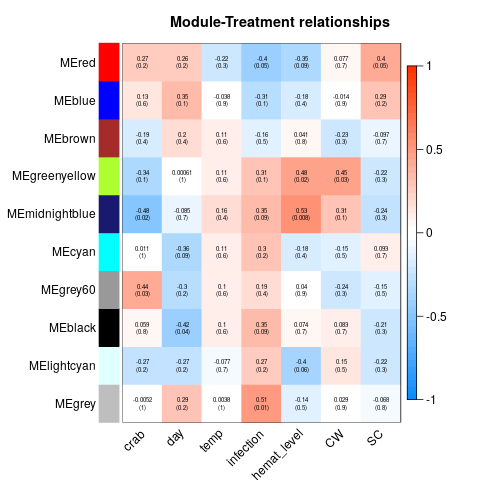 Module-Treatment relationships
MEred 0.27 0.26 -0.22 -0.4 -0.35 0.077 0.4
(0.2) (0.2) (0.3) (0.05) (0.09) (0.7) (0.05)
MEblue 0.13 0.35 -0.038 -0.31 -0.18 -0.014 0.29
(0.6) (0.1) (0.9) (0.1) (0.4) (0.9) (0.2)
MEbrown -0.19 0.2 0.11 -0.16 0.041 -0.23 -0.097
(0.4) (0.4) (0.6) (0.5) (0.8) (0.3) (0.7)
MEgreenyellow -0.34 0.00061 0.11 0.31 0.48 0.45 -0.22
(0.1) (1) (0.6) (0.1) (0.02) (0.03) (0.3)
MEmidnightblue -0.48 -0.085 0.16 0.35 0.53 0.31 -0.24
(0.02) (0.7) (0.4) (0.09) (0.008) (0.1) (0.3)
MEcyan 0.011 -0.36 0.11 0.3 -0.18 -0.15 0.093
(1) (0.09) (0.6) (0.2) (0.4) (0.5) (0.7)
MEgrey60 0.44 -0.3 0.1 0.19 0.04 -0.24 -0.15
(0.03) (0.2) (0.6) (0.4) (0.9) (0.3) (0.5)
MEblack 0.059 -0.42 0.1 0.35 0.074 0.083 -0.21
(0.8) (0.04) (0.6) (0.09) (0.7) (0.7) (0.3)
MElightcyan -0.27 -0.27 -0.077 0.27 -0.4 0.15 -0.22
(0.2) (0.2) (0.7) (0.2) (0.06) (0.5) (0.3)
MEgrey -0.0052 0.29 0.0038 0.51 -0.14 0.029 -0.068
(1) (0.2) (1) (0.01) (0.5) (0.9) (0.8)
crab day temp infection hemat_level CW SC
1
0.5
0
-0.5
-1